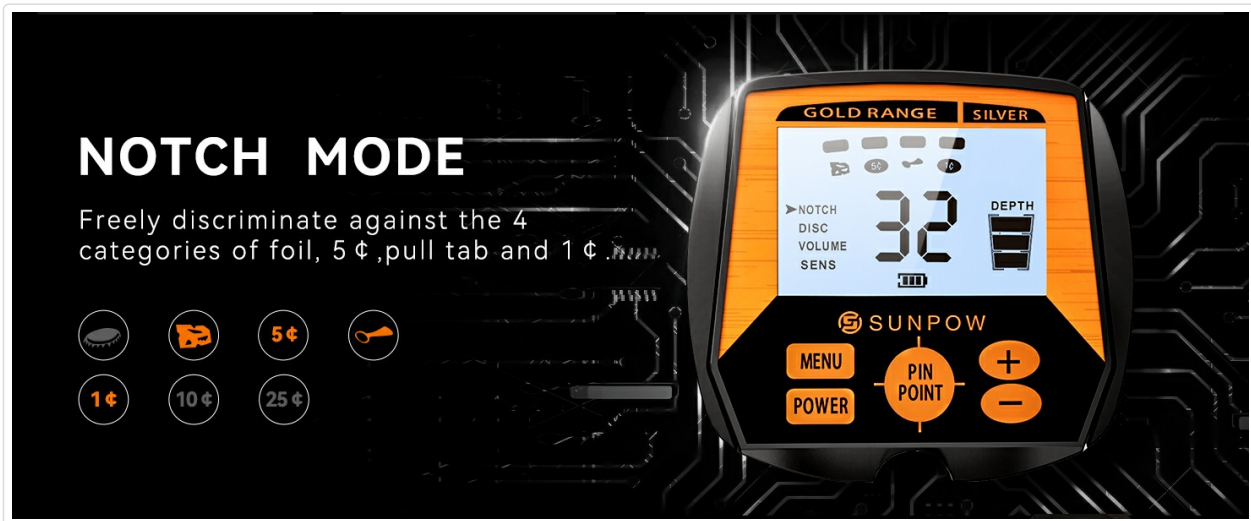 NOTCH MODE
Freely discriminate against the 4
categories of foil, 5 ¢ ,pull tab and 1 ¢ .
5¢
1¢ 10¢ 25¢
GOLD RANGE SILVER
5¢ 1¢
NOTCH
DISC
VOLUME
SENS
32
DEPTH
SUNPOW
MENU
POWER
PIN
POINT
+
−